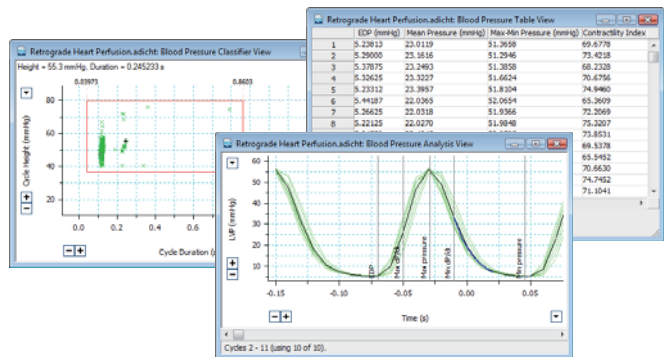 Retrograde Heart Perfusion.adicht: Blood Pressure Table View
EDP (mmHg) Mean Pressure (mmHg) Max-Min Pressure (mmHg) Contractility Index
1 5.23813 23.0119 51.3658 69.6778
2 5.29000 23.1616 51.2946 73.4218
3 5.37875 23.2493 51.3858 68.2328
4 5.32625 23.3227 51.6624 70.6756
5 5.23312 23.3957 51.8104 74.9460
6 5.44187 22.0365 52.0654 65.3609
7 5.26625 22.0318 51.9366 72.2069
8 5.22125 22.0270 51.9848 75.3207
73.8531
69.5378
65.5452
70.6630
74.7452
71.1041
Retrograde Heart Perfusion.adicht: Blood Pressure Classifier View
Height = 55.3 mmHg, Duration = 0.245233 s
0.03973 0.8603
Cycle Height (mmHg)
80
60
40
20
0.0 0.2 0.4 0.6
Cycle Duration (s
Retrograde Heart Perfusion.adicht: Blood Pressure Analysis View
LVP (mmHg)
60
50
40
30
20
10
EDP
Max dP/dt
Max pressure
Min dP/dt
Min pressure
-0.15 -0.10 -0.05 0.00 0.05
Time (s)
Cycles 2 - 11 (using 10 of 10).